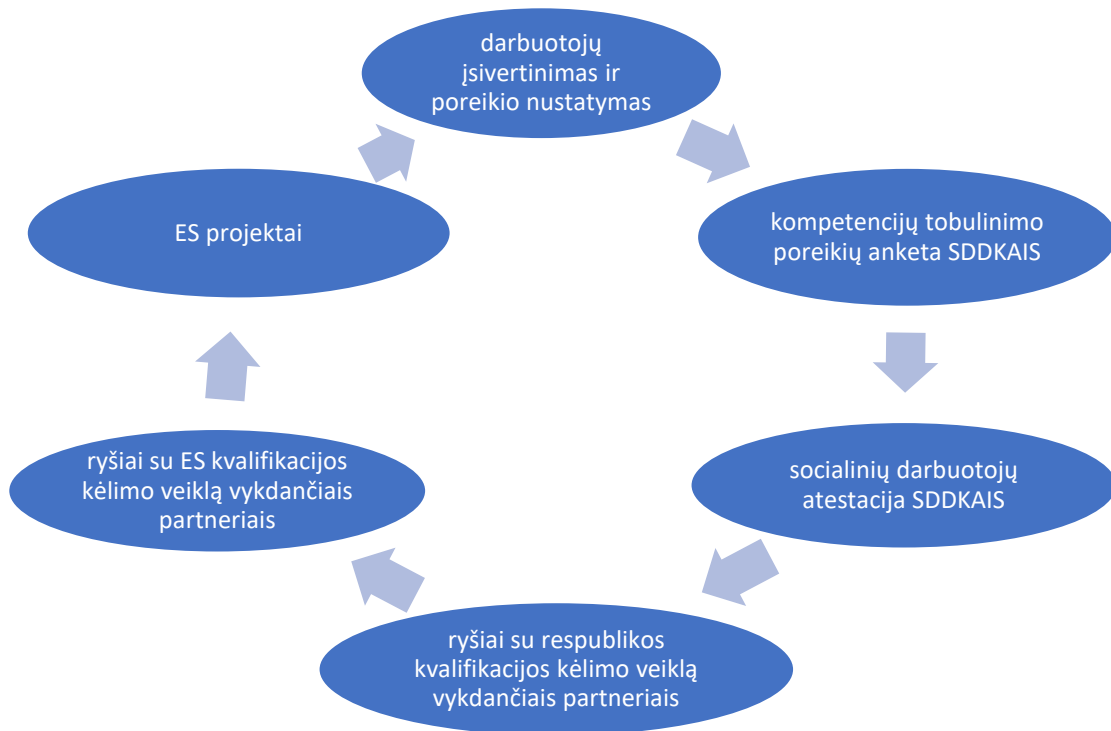 darbuotojų
įsivertinimas ir
poreikio nustatymas
kompetencijų tobulinimo
poreikių anketa SDDKAIS
socialinių darbuotojų
atestacija SDDKAIS
ryšiai su respublikos
kvalifikacijos kėlimo veiklą
vykdančiais partneriais
ryšiai su ES kvalifikacijos
kėlimo veiklą vykdančiais
partneriais
ES projektai